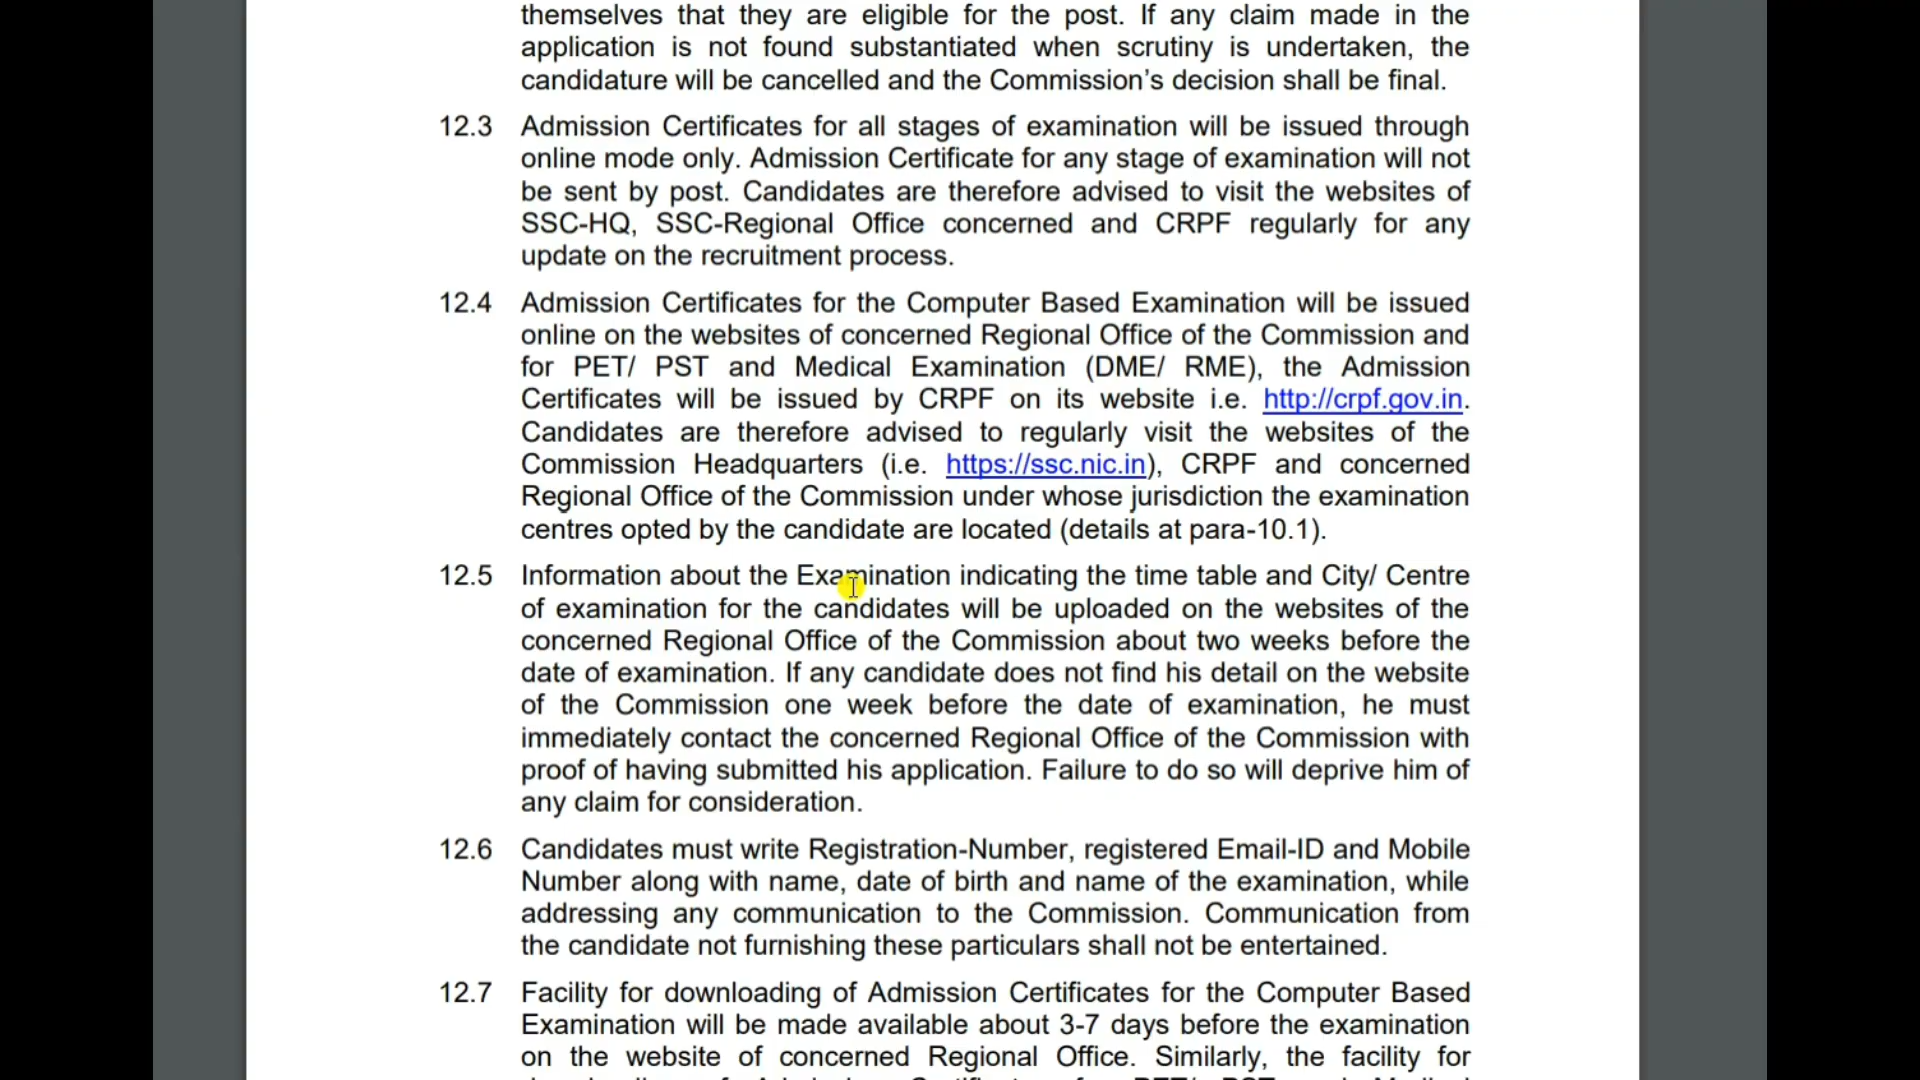 themselves that they are eligible for the post. If any claim made in the
application is not found substantiated when scrutiny is undertaken, the
candidature will be cancelled and the Commission's decision shall be final.
12.3 Admission Certificates for all stages of examination will be issued through
online mode only. Admission Certificate for any stage of examination will not
be sent by post. Candidates are therefore advised to visit the websites of
SSC-HQ, SSC-Regional Office concerned and CRPF regularly for any
update on the recruitment process.
12.4 Admission Certificates for the Computer Based Examination will be issued
online on the websites of concerned Regional Office of the Commission and
for PET/ PST and Medical Examination (DME/ RME), the Admission
Certificates will be issued by CRPF on its website i.e. http://crpf.gov.in.
Candidates are therefore advised to regularly visit the websites of the
Commission Headquarters (i.e. https://ssc.nic.in), CRPF and concerned
Regional Office of the Commission under whose jurisdiction the examination
centres opted by the candidate are located (details at para-10.1).
12.5 Information about the Examination indicating the time table and City/ Centre
of examination for the candidates will be uploaded on the websites of the
concerned Regional Office of the Commission about two weeks before the
date of examination. If any candidate does not find his detail on the website
of the Commission one week before the date of examination, he must
immediately contact the concerned Regional Office of the Commission with
proof of having submitted his application. Failure to do so will deprive him of
any claim for consideration.
12.6 Candidates must write Registration-Number, registered Email-ID and Mobile
Number along with name, date of birth and name of the examination, while
addressing any communication to the Commission. Communication from
the candidate not furnishing these particulars shall not be entertained.
12.7 Facility for downloading of Admission Certificates for the Computer Based
Examination will be made available about 3-7 days before the examination
on the website of concerned Regional Office. Similarly, the facility for